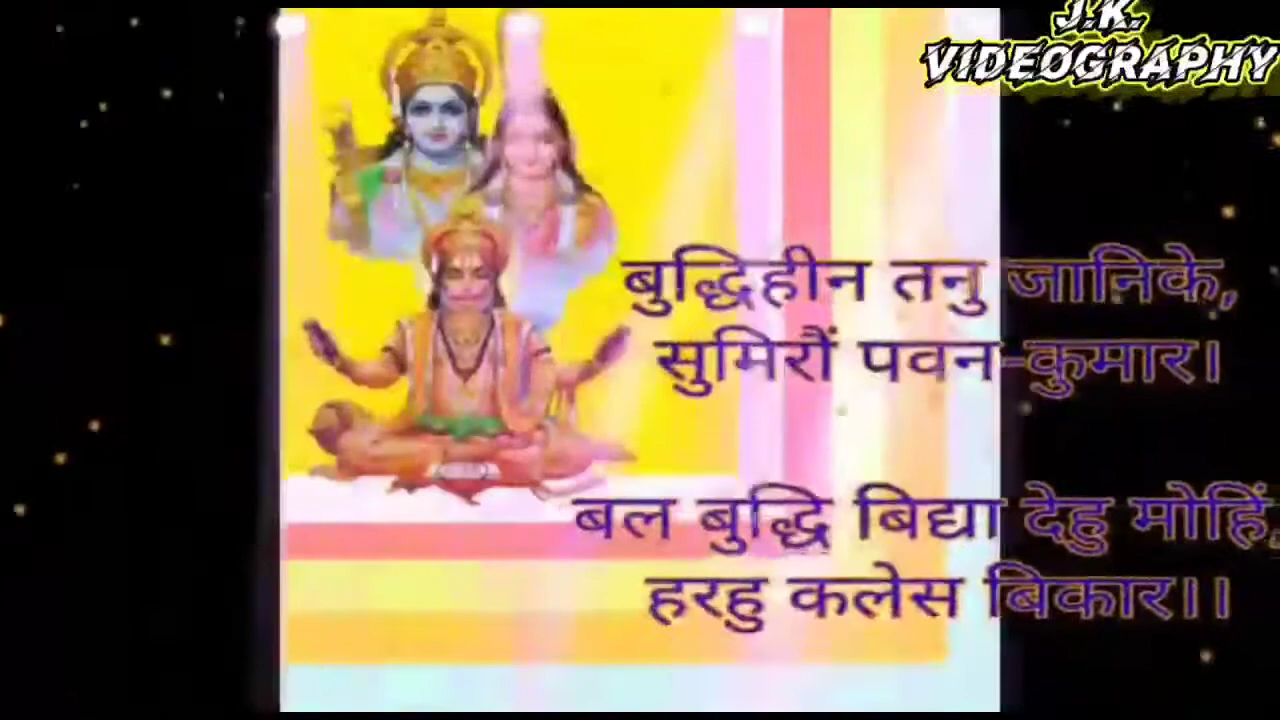 J.K.
VIDEOGRAPHY
बुद्धिहीन तनु जानिके,
सुमिरौं पवन-कुमार।
बल बुद्धि बिद्या देहु मोहिं,
हरहु कलेस बिकार।।